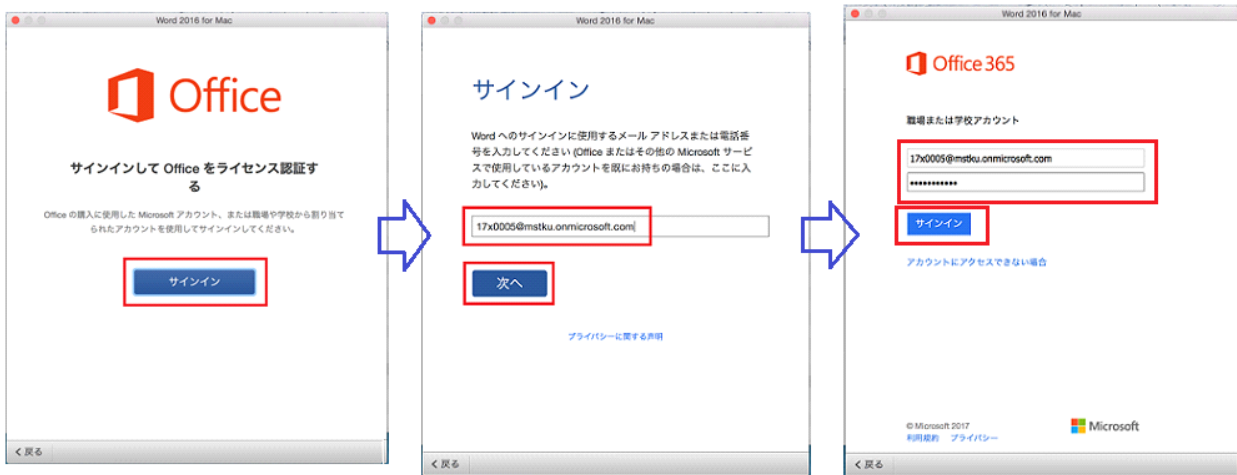 Word 2016 for Mac
Office
サインインして Office をライセンス認証す
る
Office の購入に使用した Microsoft アカウント、または職場や学校から割り当て
られたアカウントを使用してサインインしてください。
サインイン
< 戻る
Word 2016 for Mac
サインイン
Word へのサインインに使用するメール アドレスまたは電話番
号を入力してください (Office またはその他の Microsoft サービ
スで使用しているアカウントを既にお持ちの場合は、ここに入
力してください)。
17x0005@mstku.onmicrosoft.com
次へ
プライバシーに関する声明
< 戻る
Word 2016 for Mac
Office 365
職場または学校アカウント
17x0005@mstku.onmicrosoft.com
•••••••••••
サインイン
アカウントにアクセスできない場合
© Microsoft 2017
利用規約 プライバシー
Microsoft
< 戻る